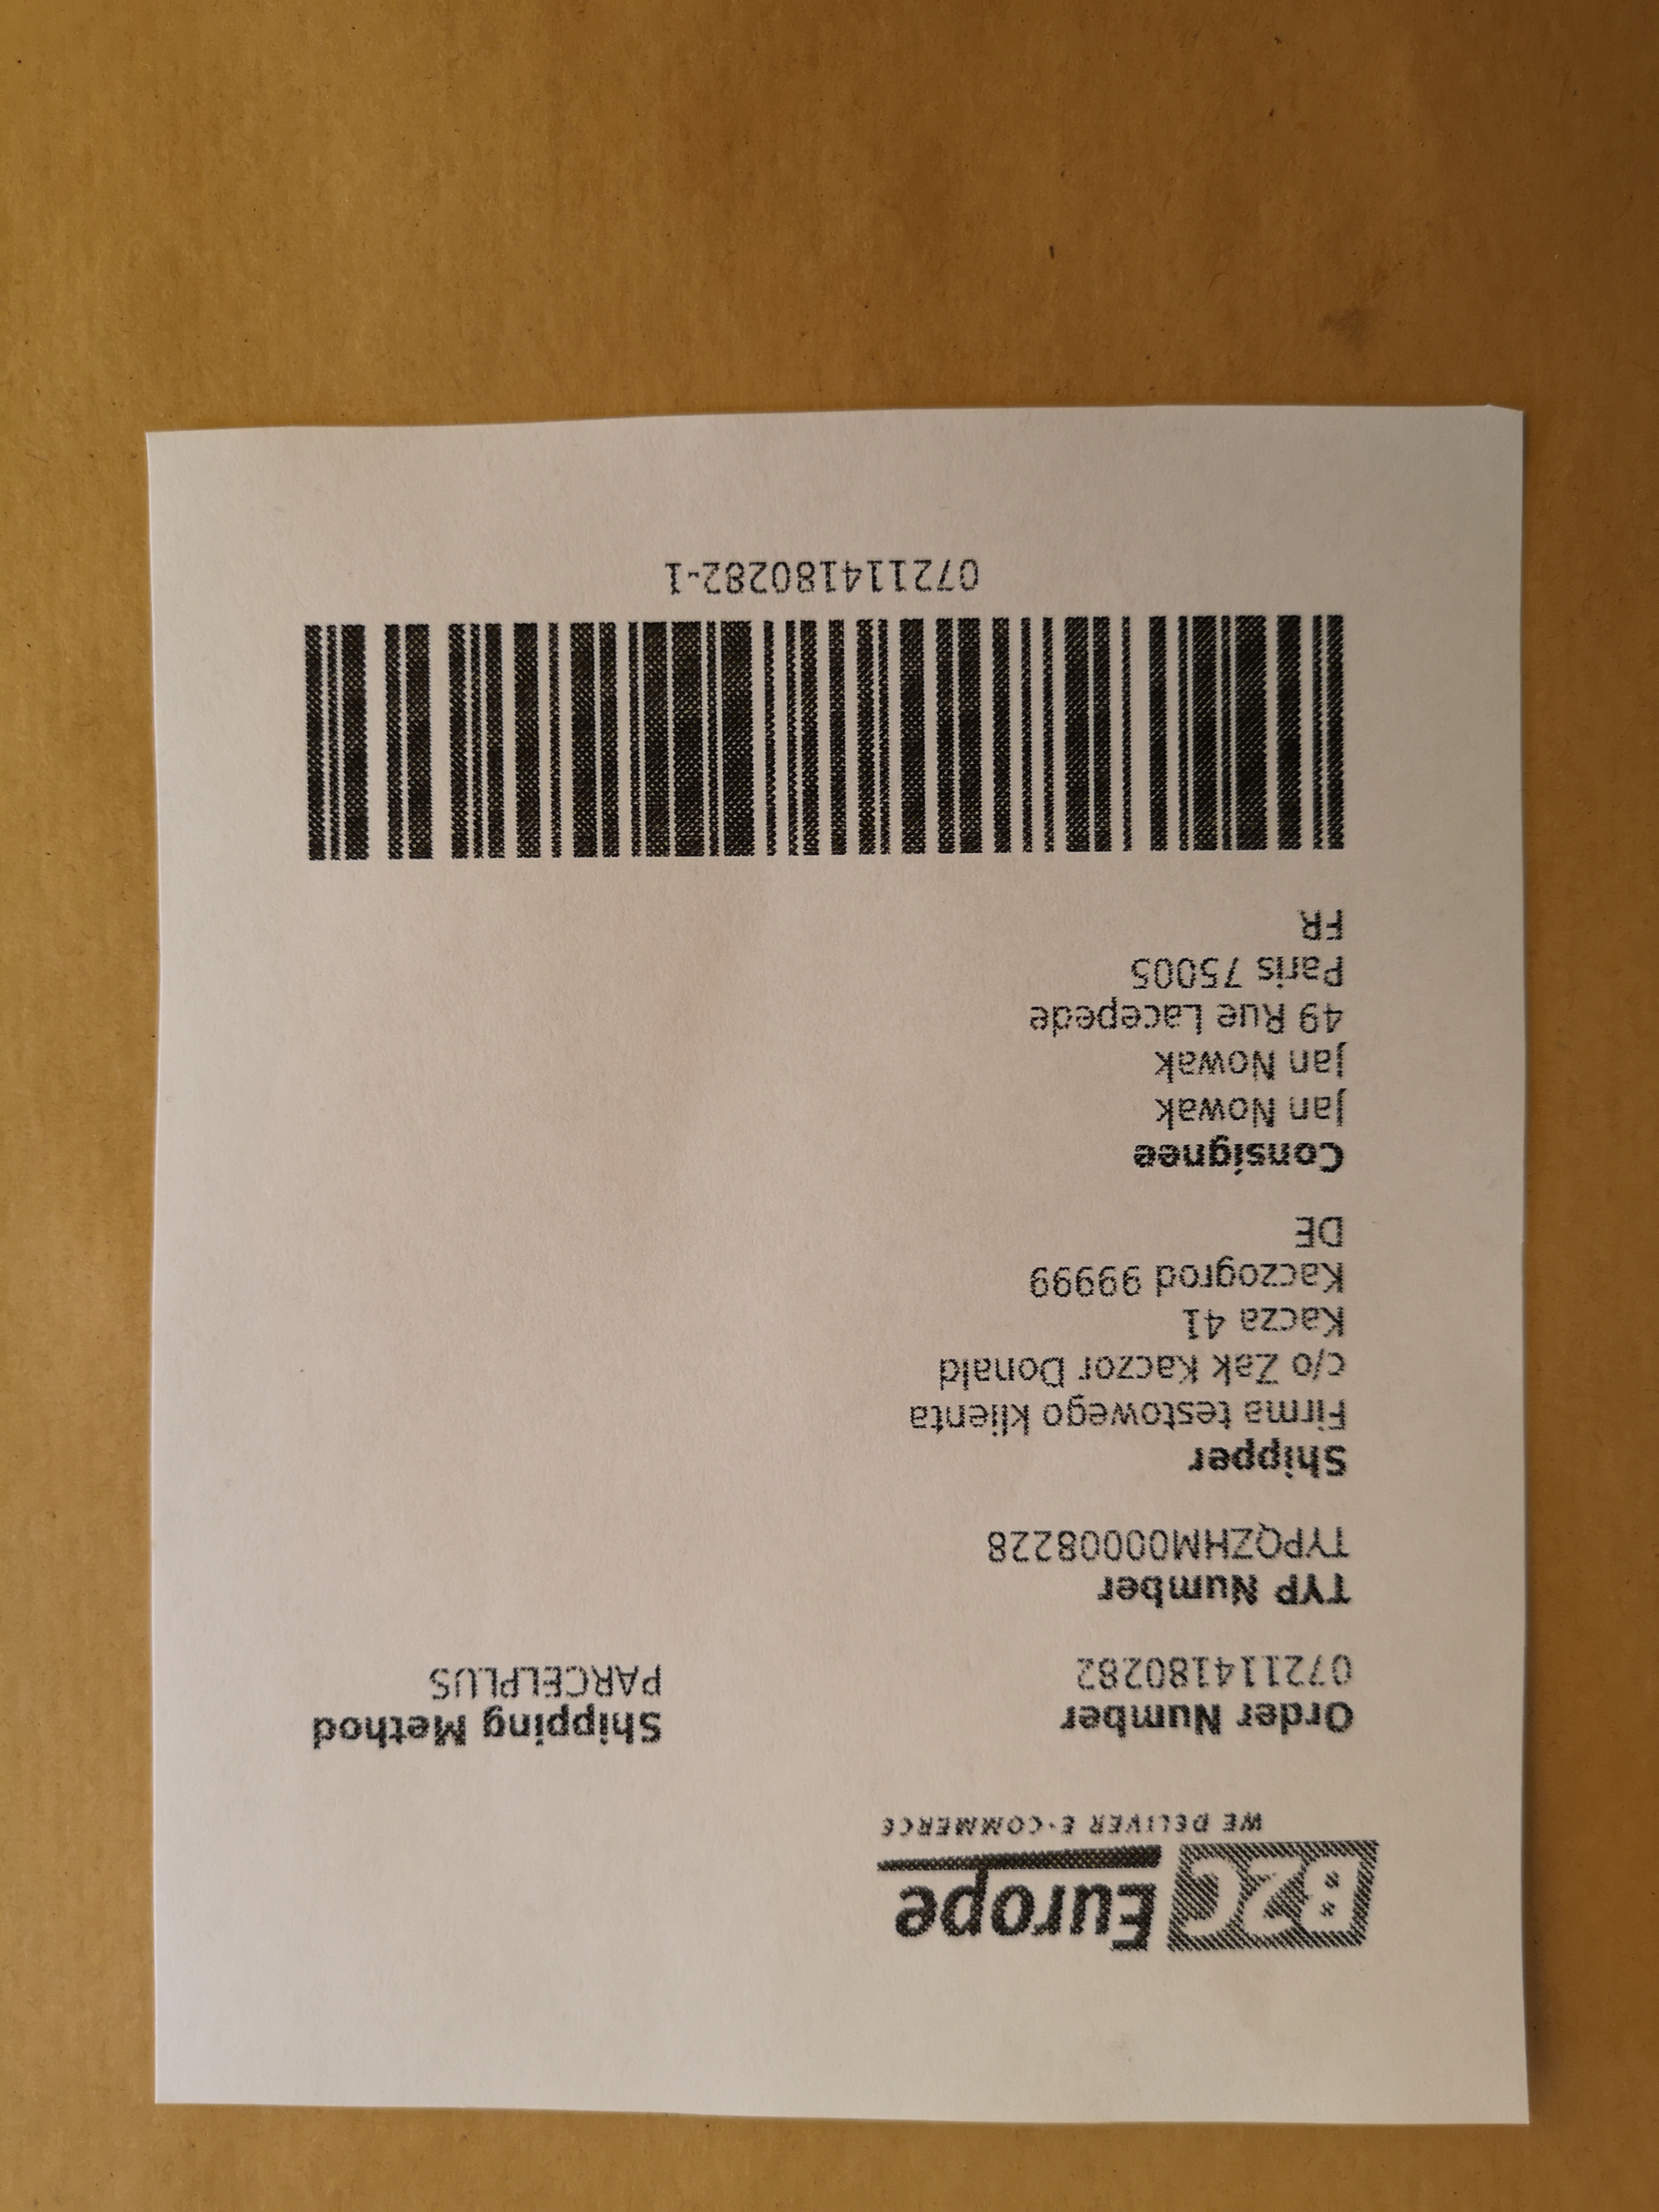 B2C Europe
WE DELIVER E-COMMERCE
Order Number
072114180282
Shipping Method
PARCELPLUS
TYP Number
TYPQZHM00008228
Shipper
Firma testowego klienta
c/o Zak Kaczor Donald
Kacza 41
Kaczogrod 99999
DE
Consignee
Jan Nowak
Jan Nowak
49 Rue Lacepede
Paris 75005
FR
072114180282-1